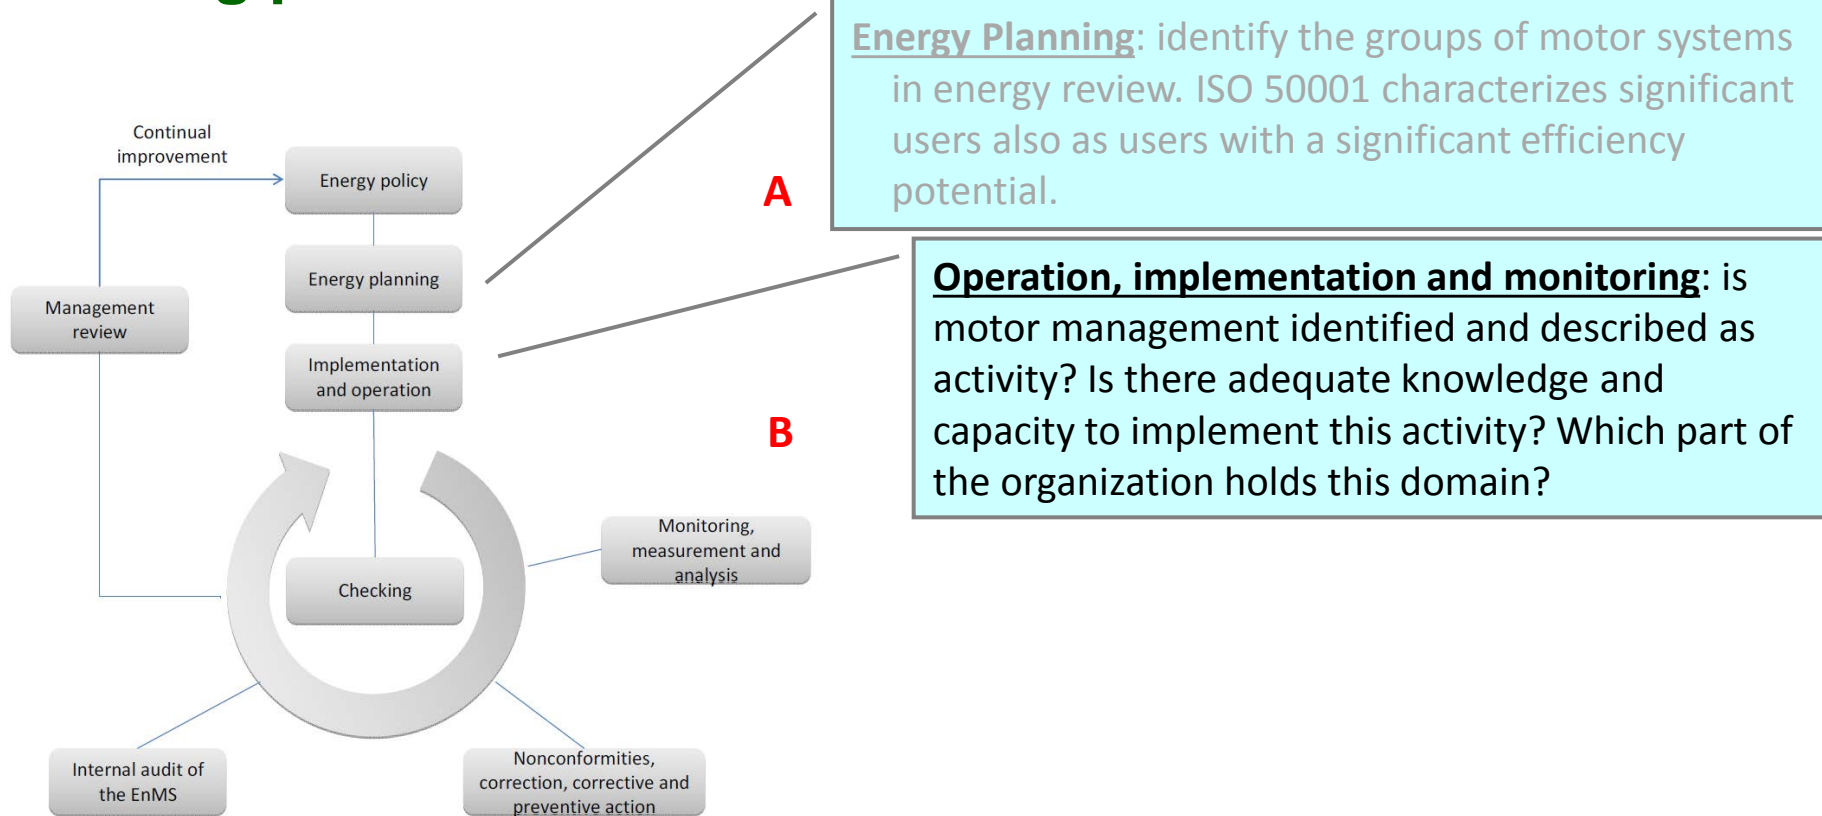 Energy Planning: identify the groups of motor systems
in energy review. ISO 50001 characterizes significant
users also as users with a significant efficiency
potential.
A
Operation, implementation and monitoring: is
motor management identified and described as
activity? Is there adequate knowledge and
capacity to implement this activity? Which part of
the organization holds this domain?
B
Continual
improvement
Energy policy
Energy planning
Management
review
Implementation
and operation
Monitoring,
measurement and
analysis
Checking
Internal audit of
the EnMS
Nonconformities,
correction, corrective and
preventive action